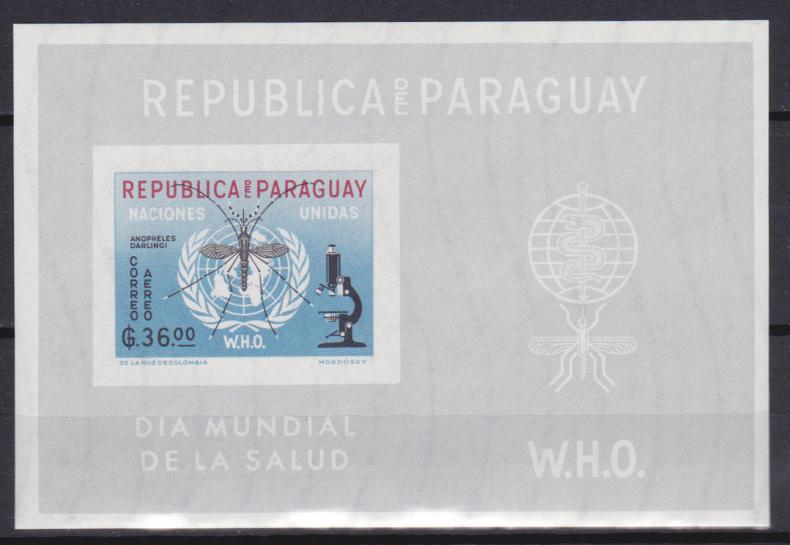 REPUBLICA DEL PARAGUAY
REPUBLICA DEL PARAGUAY
NACIONES UNIDAS
ANOPHELES
DARLINGI
CORREO
AEREO
₲.36.00
W.H.O.
DE LA RUE DE COLOMBIA MOSDÓSSY
DIA MUNDIAL
DE LA SALUD
W.H.O.